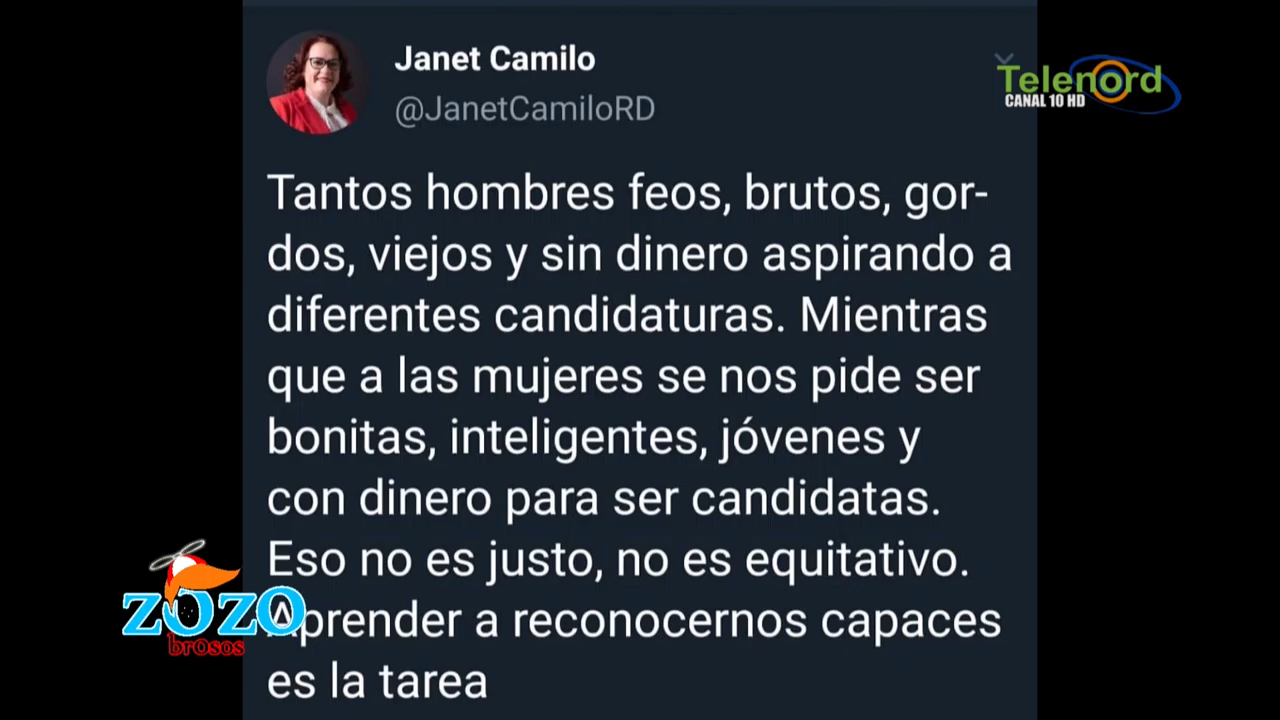 Janet Camilo
@JanetCamiloRD
Telenord
CANAL 10 HD
Tantos hombres feos, brutos, gor-
dos, viejos y sin dinero aspirando a
diferentes candidaturas. Mientras
que a las mujeres se nos pide ser
bonitas, inteligentes, jóvenes y
con dinero para ser candidatas.
Eso no es justo, no es equitativo.
Aprender a reconocernos capaces
es la tarea
ZOZO
brosos